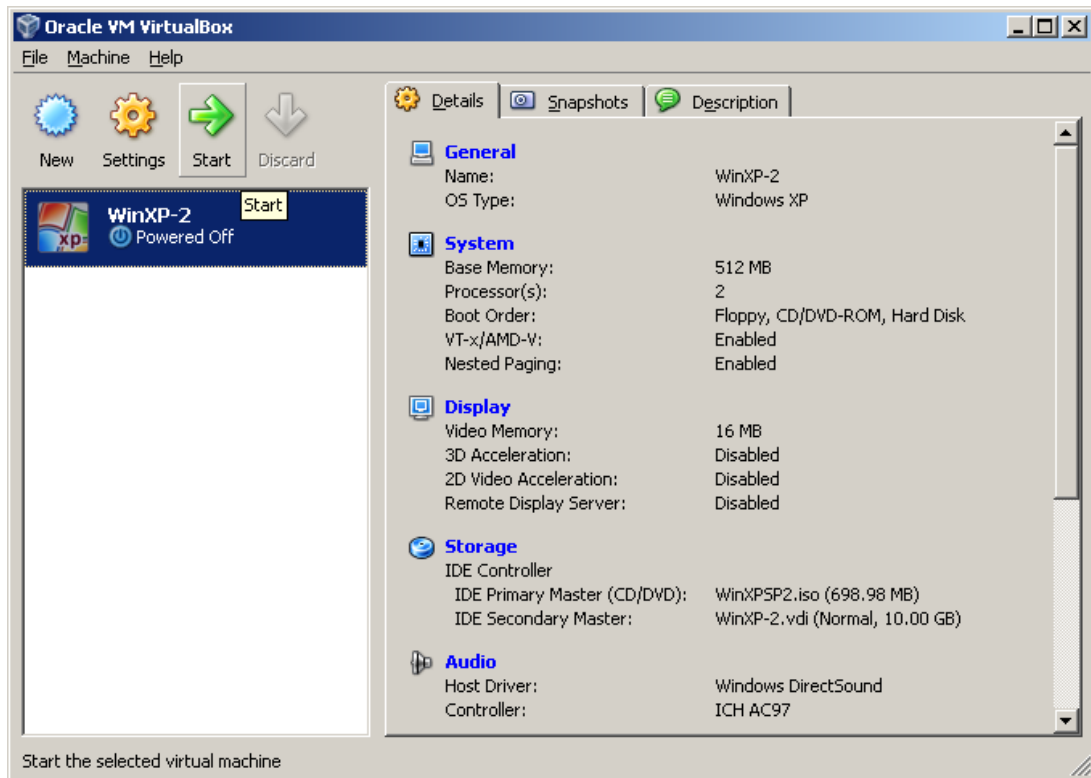 Oracle VM VirtualBox
File Machine Help
New Settings Start Discard
Details Snapshots Description
WinXP-2
Powered Off
Start
xp
General
Name: WinXP-2
OS Type: Windows XP
System
Base Memory: 512 MB
Processor(s): 2
Boot Order: Floppy, CD/DVD-ROM, Hard Disk
VT-x/AMD-V: Enabled
Nested Paging: Enabled
Display
Video Memory: 16 MB
3D Acceleration: Disabled
2D Video Acceleration: Disabled
Remote Display Server: Disabled
Storage
IDE Controller
IDE Primary Master (CD/DVD): WinXPSP2.iso (698.98 MB)
IDE Secondary Master: WinXP-2.vdi (Normal, 10.00 GB)
Audio
Host Driver: Windows DirectSound
Controller: ICH AC97
Start the selected virtual machine